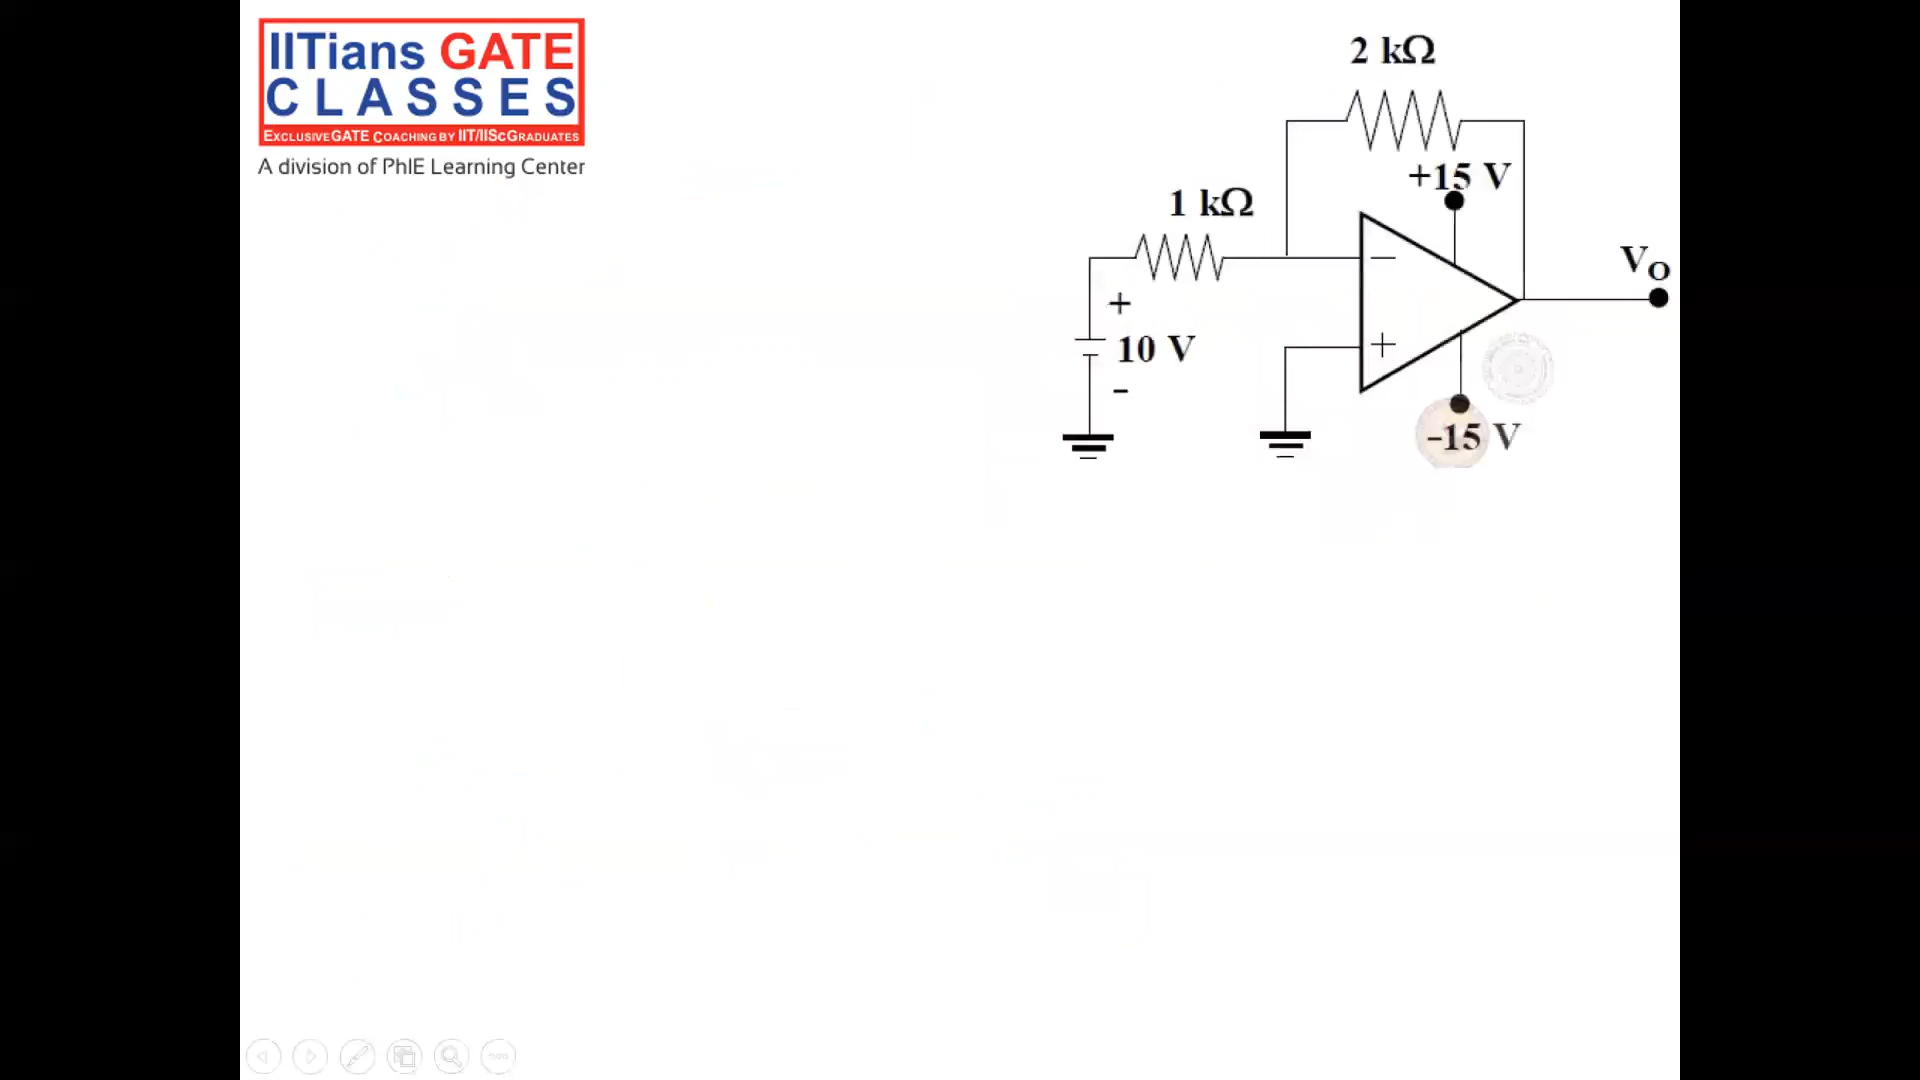 IITians GATE
CLASSES
EXCLUSIVE GATE COACHING BY IIT/IISc GRADUATES
A division of PhIE Learning Center
2 kΩ
+15 V
1 kΩ
−
V_O
+
10 V
+
-
-15 V